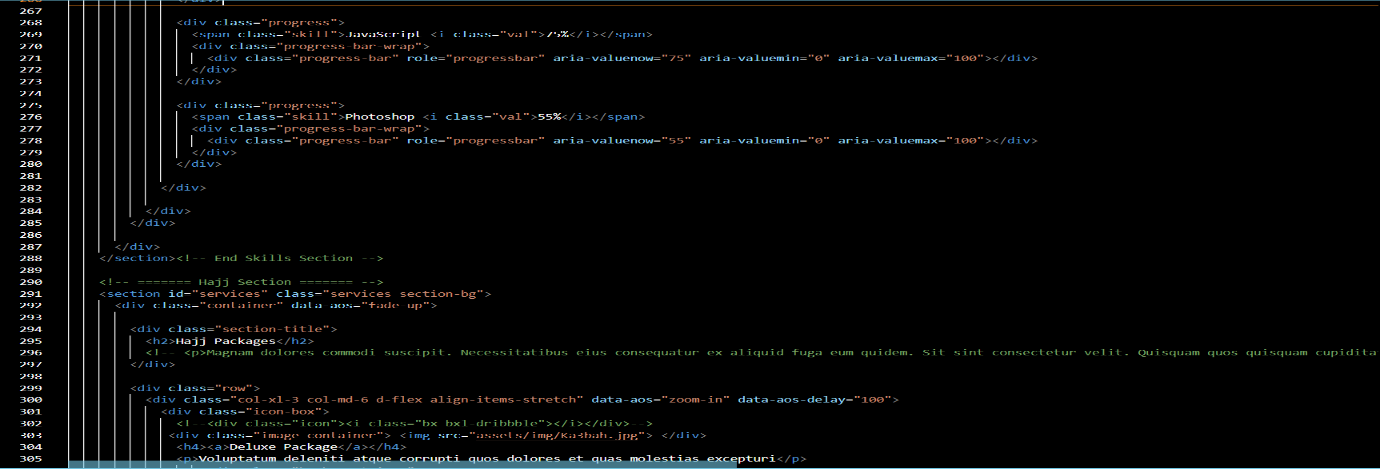 267
268 <div class="progress">
269 <span class="skill">JavaScript <i class="val">75%</i></span>
270 <div class="progress-bar-wrap">
271 <div class="progress-bar" role="progressbar" aria-valuenow="75" aria-valuemin="0" aria-valuemax="100"></div>
272 </div>
273 </div>
274
275 <div class="progress">
276 <span class="skill">Photoshop <i class="val">55%</i></span>
277 <div class="progress-bar-wrap">
278 <div class="progress-bar" role="progressbar" aria-valuenow="55" aria-valuemin="0" aria-valuemax="100"></div>
279 </div>
280 </div>
281
282 </div>
283
284 </div>
285 </div>
286
287 </div>
288 </section><!-- End Skills Section -->
289
290 <!-- ======= Hajj Section ======= -->
291 <section id="services" class="services section-bg">
292 <div class="container" data-aos="fade-up">
293
294 <div class="section-title">
295 <h2>Hajj Packages</h2>
296 <!-- <p>Magnam dolores commodi suscipit. Necessitatibus eius consequatur ex aliquid fuga eum quidem. Sit sint consectetur velit. Quisquam quos quisquam cupidita
297 </div>
298
299 <div class="row">
300 <div class="col-xl-3 col-md-6 d-flex align-items-stretch" data-aos="zoom-in" data-aos-delay="100">
301 <div class="icon-box">
302 <!--<div class="icon"><i class="bx bxl-dribbble"></i></div>-->
303 <div class="image_container"> <img src="assets/img/Ka3bah.jpg"> </div>
304 <h4><a>Deluxe Package</a></h4>
305 <p>Voluptatum deleniti atque corrupti quos dolores et quas molestias excepturi</p>